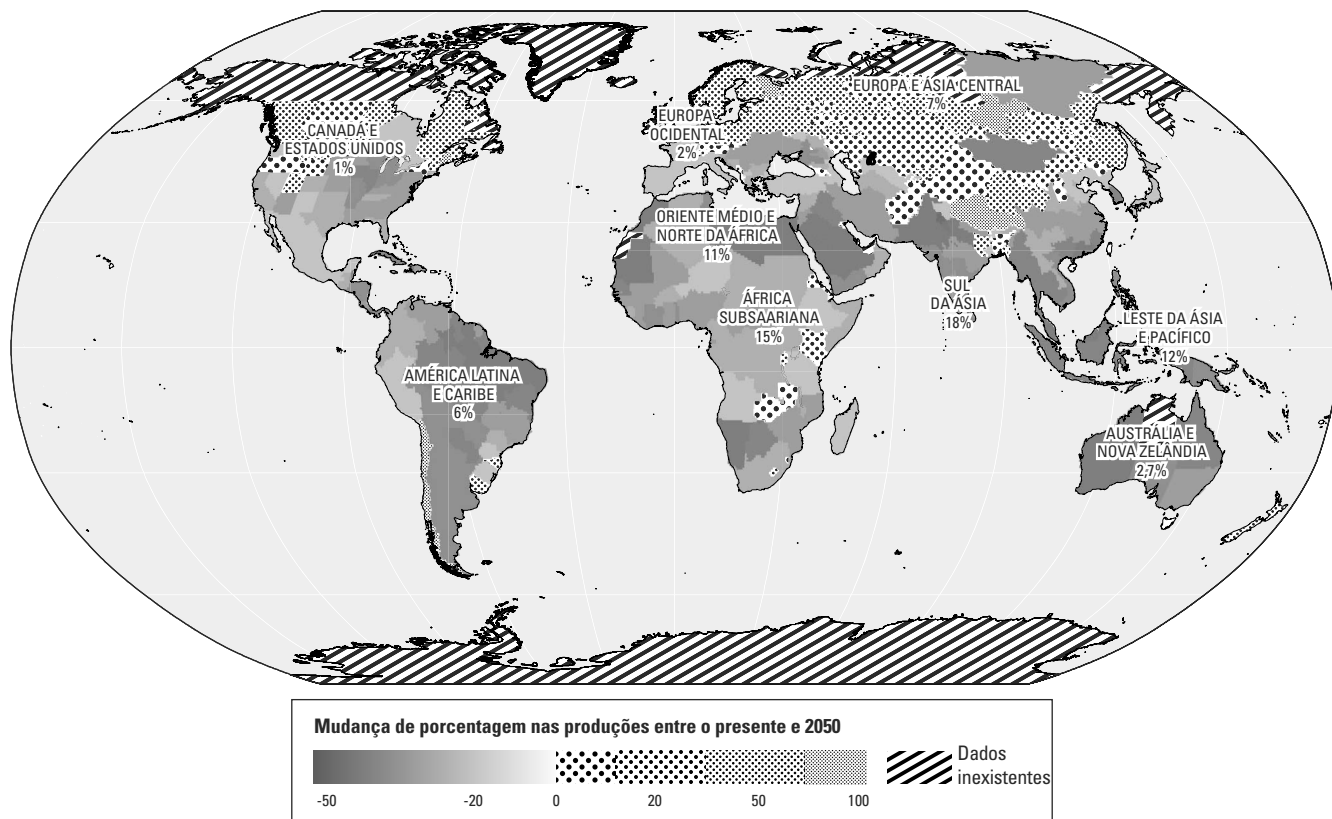 EUROPA E ÁSIA CENTRAL
7%
EUROPA
OCIDENTAL
2%
CANADÁ E
ESTADOS UNIDOS
1%
ORIENTE MÉDIO E
NORTE DA ÁFRICA
11%
ÁFRICA
SUBSAARIANA
15%
SUL
DA ÁSIA
18%
LESTE DA ÁSIA
E PACÍFICO
12%
AMÉRICA LATINA
E CARIBE
6%
AUSTRÁLIA E
NOVA ZELÂNDIA
2,7%
Mudança de porcentagem nas produções entre o presente e 2050
Dados
inexistentes
-50 -20 0 20 50 100